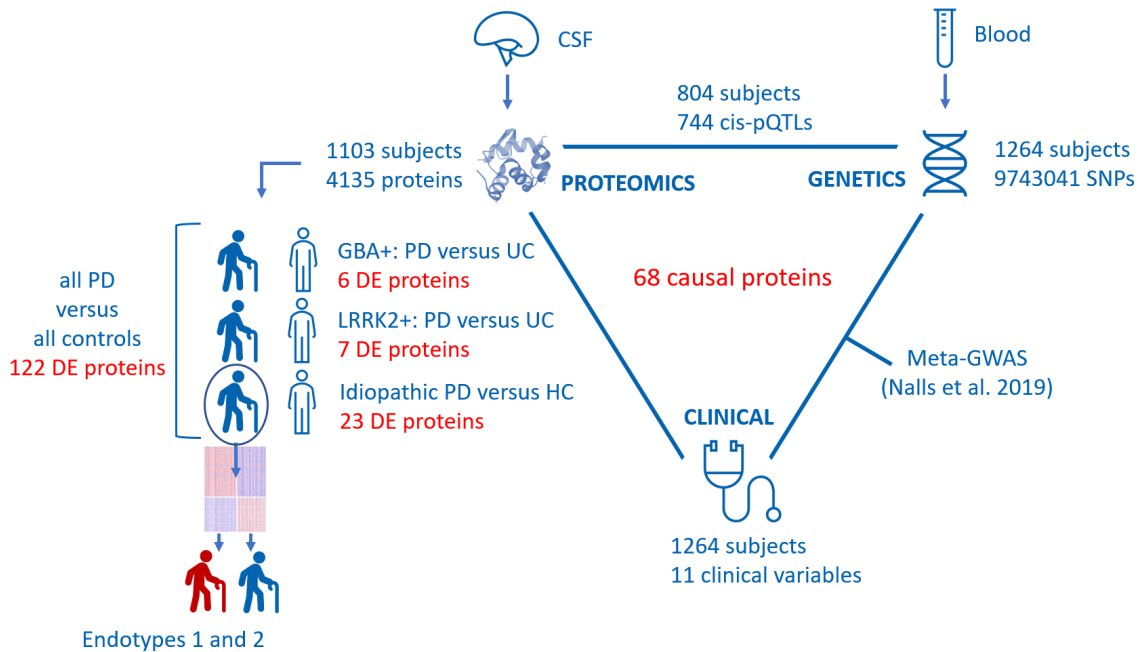 CSF
Blood
804 subjects
744 cis-pQTLs
1103 subjects
4135 proteins
PROTEOMICS
GENETICS
1264 subjects
9743041 SNPs
all PD
versus
all controls
122 DE proteins
GBA+: PD versus UC
6 DE proteins
LRRK2+: PD versus UC
7 DE proteins
Idiopathic PD versus HC
23 DE proteins
68 causal proteins
Meta-GWAS
(Nalls et al. 2019)
CLINICAL
1264 subjects
11 clinical variables
Endotypes 1 and 2